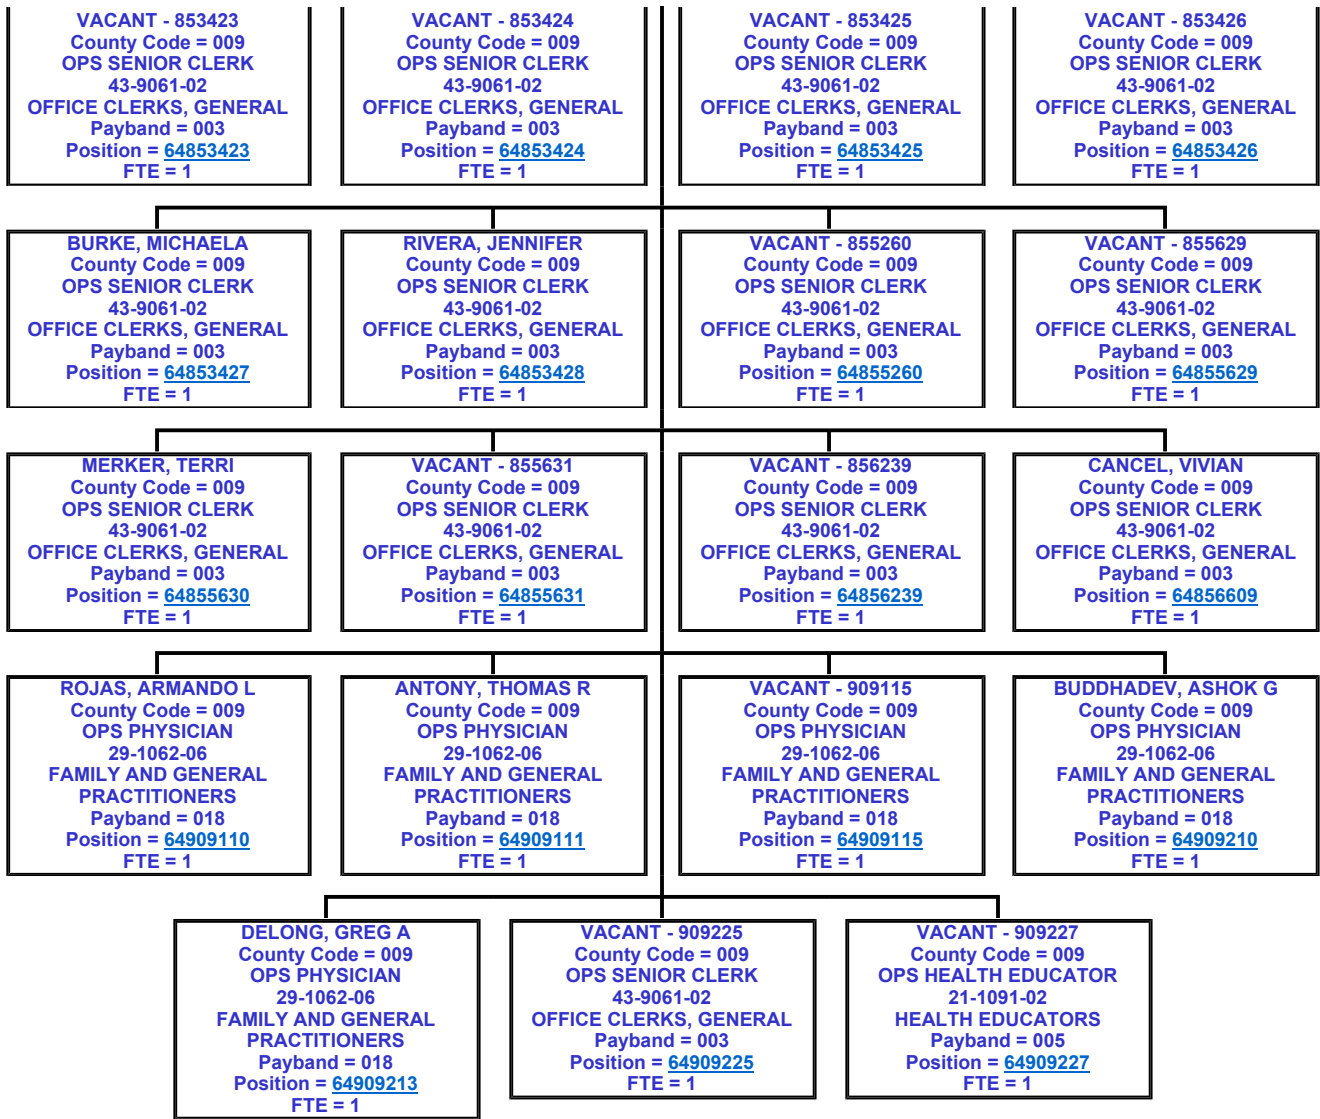 VACANT - 853423
County Code = 009
OPS SENIOR CLERK
43-9061-02
OFFICE CLERKS, GENERAL
Payband = 003
Position = 64853423
FTE = 1
VACANT - 853424
County Code = 009
OPS SENIOR CLERK
43-9061-02
OFFICE CLERKS, GENERAL
Payband = 003
Position = 64853424
FTE = 1
VACANT - 853425
County Code = 009
OPS SENIOR CLERK
43-9061-02
OFFICE CLERKS, GENERAL
Payband = 003
Position = 64853425
FTE = 1
VACANT - 853426
County Code = 009
OPS SENIOR CLERK
43-9061-02
OFFICE CLERKS, GENERAL
Payband = 003
Position = 64853426
FTE = 1
BURKE, MICHAELA
County Code = 009
OPS SENIOR CLERK
43-9061-02
OFFICE CLERKS, GENERAL
Payband = 003
Position = 64853427
FTE = 1
RIVERA, JENNIFER
County Code = 009
OPS SENIOR CLERK
43-9061-02
OFFICE CLERKS, GENERAL
Payband = 003
Position = 64853428
FTE = 1
VACANT - 855260
County Code = 009
OPS SENIOR CLERK
43-9061-02
OFFICE CLERKS, GENERAL
Payband = 003
Position = 64855260
FTE = 1
VACANT - 855629
County Code = 009
OPS SENIOR CLERK
43-9061-02
OFFICE CLERKS, GENERAL
Payband = 003
Position = 64855629
FTE = 1
MERKER, TERRI
County Code = 009
OPS SENIOR CLERK
43-9061-02
OFFICE CLERKS, GENERAL
Payband = 003
Position = 64855630
FTE = 1
VACANT - 855631
County Code = 009
OPS SENIOR CLERK
43-9061-02
OFFICE CLERKS, GENERAL
Payband = 003
Position = 64855631
FTE = 1
VACANT - 856239
County Code = 009
OPS SENIOR CLERK
43-9061-02
OFFICE CLERKS, GENERAL
Payband = 003
Position = 64856239
FTE = 1
CANCEL, VIVIAN
County Code = 009
OPS SENIOR CLERK
43-9061-02
OFFICE CLERKS, GENERAL
Payband = 003
Position = 64856609
FTE = 1
ROJAS, ARMANDO L
County Code = 009
OPS PHYSICIAN
29-1062-06
FAMILY AND GENERAL
PRACTITIONERS
Payband = 018
Position = 64909110
FTE = 1
ANTONY, THOMAS R
County Code = 009
OPS PHYSICIAN
29-1062-06
FAMILY AND GENERAL
PRACTITIONERS
Payband = 018
Position = 64909111
FTE = 1
VACANT - 909115
County Code = 009
OPS PHYSICIAN
29-1062-06
FAMILY AND GENERAL
PRACTITIONERS
Payband = 018
Position = 64909115
FTE = 1
BUDDHADEV, ASHOK G
County Code = 009
OPS PHYSICIAN
29-1062-06
FAMILY AND GENERAL
PRACTITIONERS
Payband = 018
Position = 64909210
FTE = 1
DELONG, GREG A
County Code = 009
OPS PHYSICIAN
29-1062-06
FAMILY AND GENERAL
PRACTITIONERS
Payband = 018
Position = 64909213
FTE = 1
VACANT - 909225
County Code = 009
OPS SENIOR CLERK
43-9061-02
OFFICE CLERKS, GENERAL
Payband = 003
Position = 64909225
FTE = 1
VACANT - 909227
County Code = 009
OPS HEALTH EDUCATOR
21-1091-02
HEALTH EDUCATORS
Payband = 005
Position = 64909227
FTE = 1